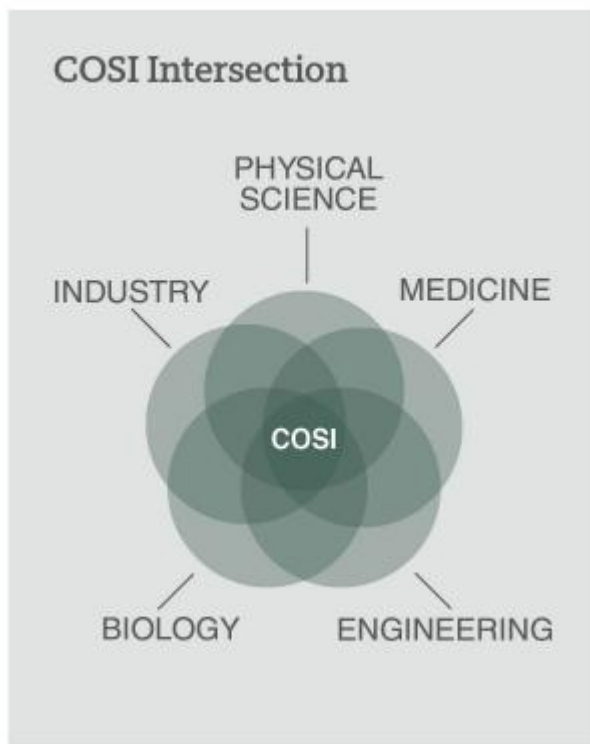 COSI Intersection
PHYSICAL
SCIENCE
INDUSTRY
MEDICINE
COSI
BIOLOGY
ENGINEERING